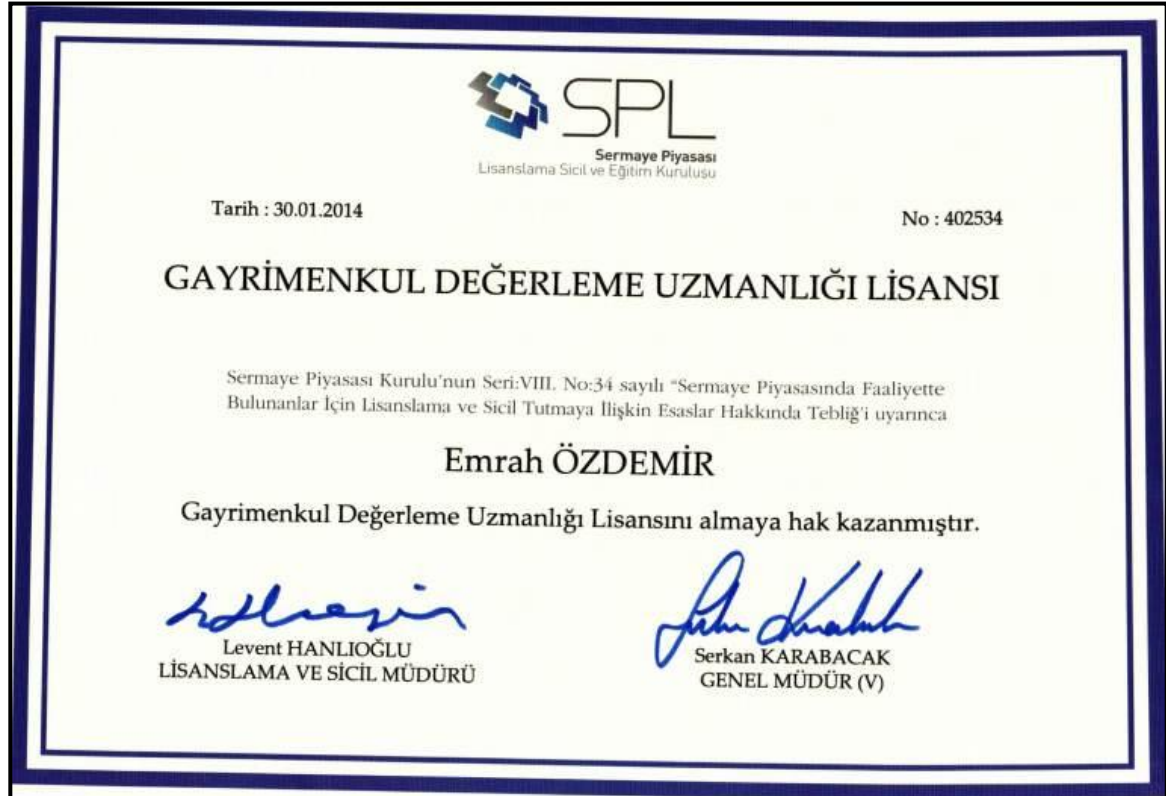 SPL
Sermaye Piyasası
Lisanslama Sicil ve Eğitim Kuruluşu
Tarih : 30.01.2014
No : 402534
GAYRİMENKUL DEĞERLEME UZMANLIĞI LİSANSI
Sermaye Piyasası Kurulu'nun Seri:VIII. No:34 sayılı "Sermaye Piyasasında Faaliyette
Bulunanlar İçin Lisanslama ve Sicil Tutmaya İlişkin Esaslar Hakkında Tebliğ'i uyarınca
Emrah ÖZDEMİR
Gayrimenkul Değerleme Uzmanlığı Lisansını almaya hak kazanmıştır.
Levent HANLIOĞLU
LİSANSLAMA VE SİCİL MÜDÜRÜ
Serkan KARABACAK
GENEL MÜDÜR (V)